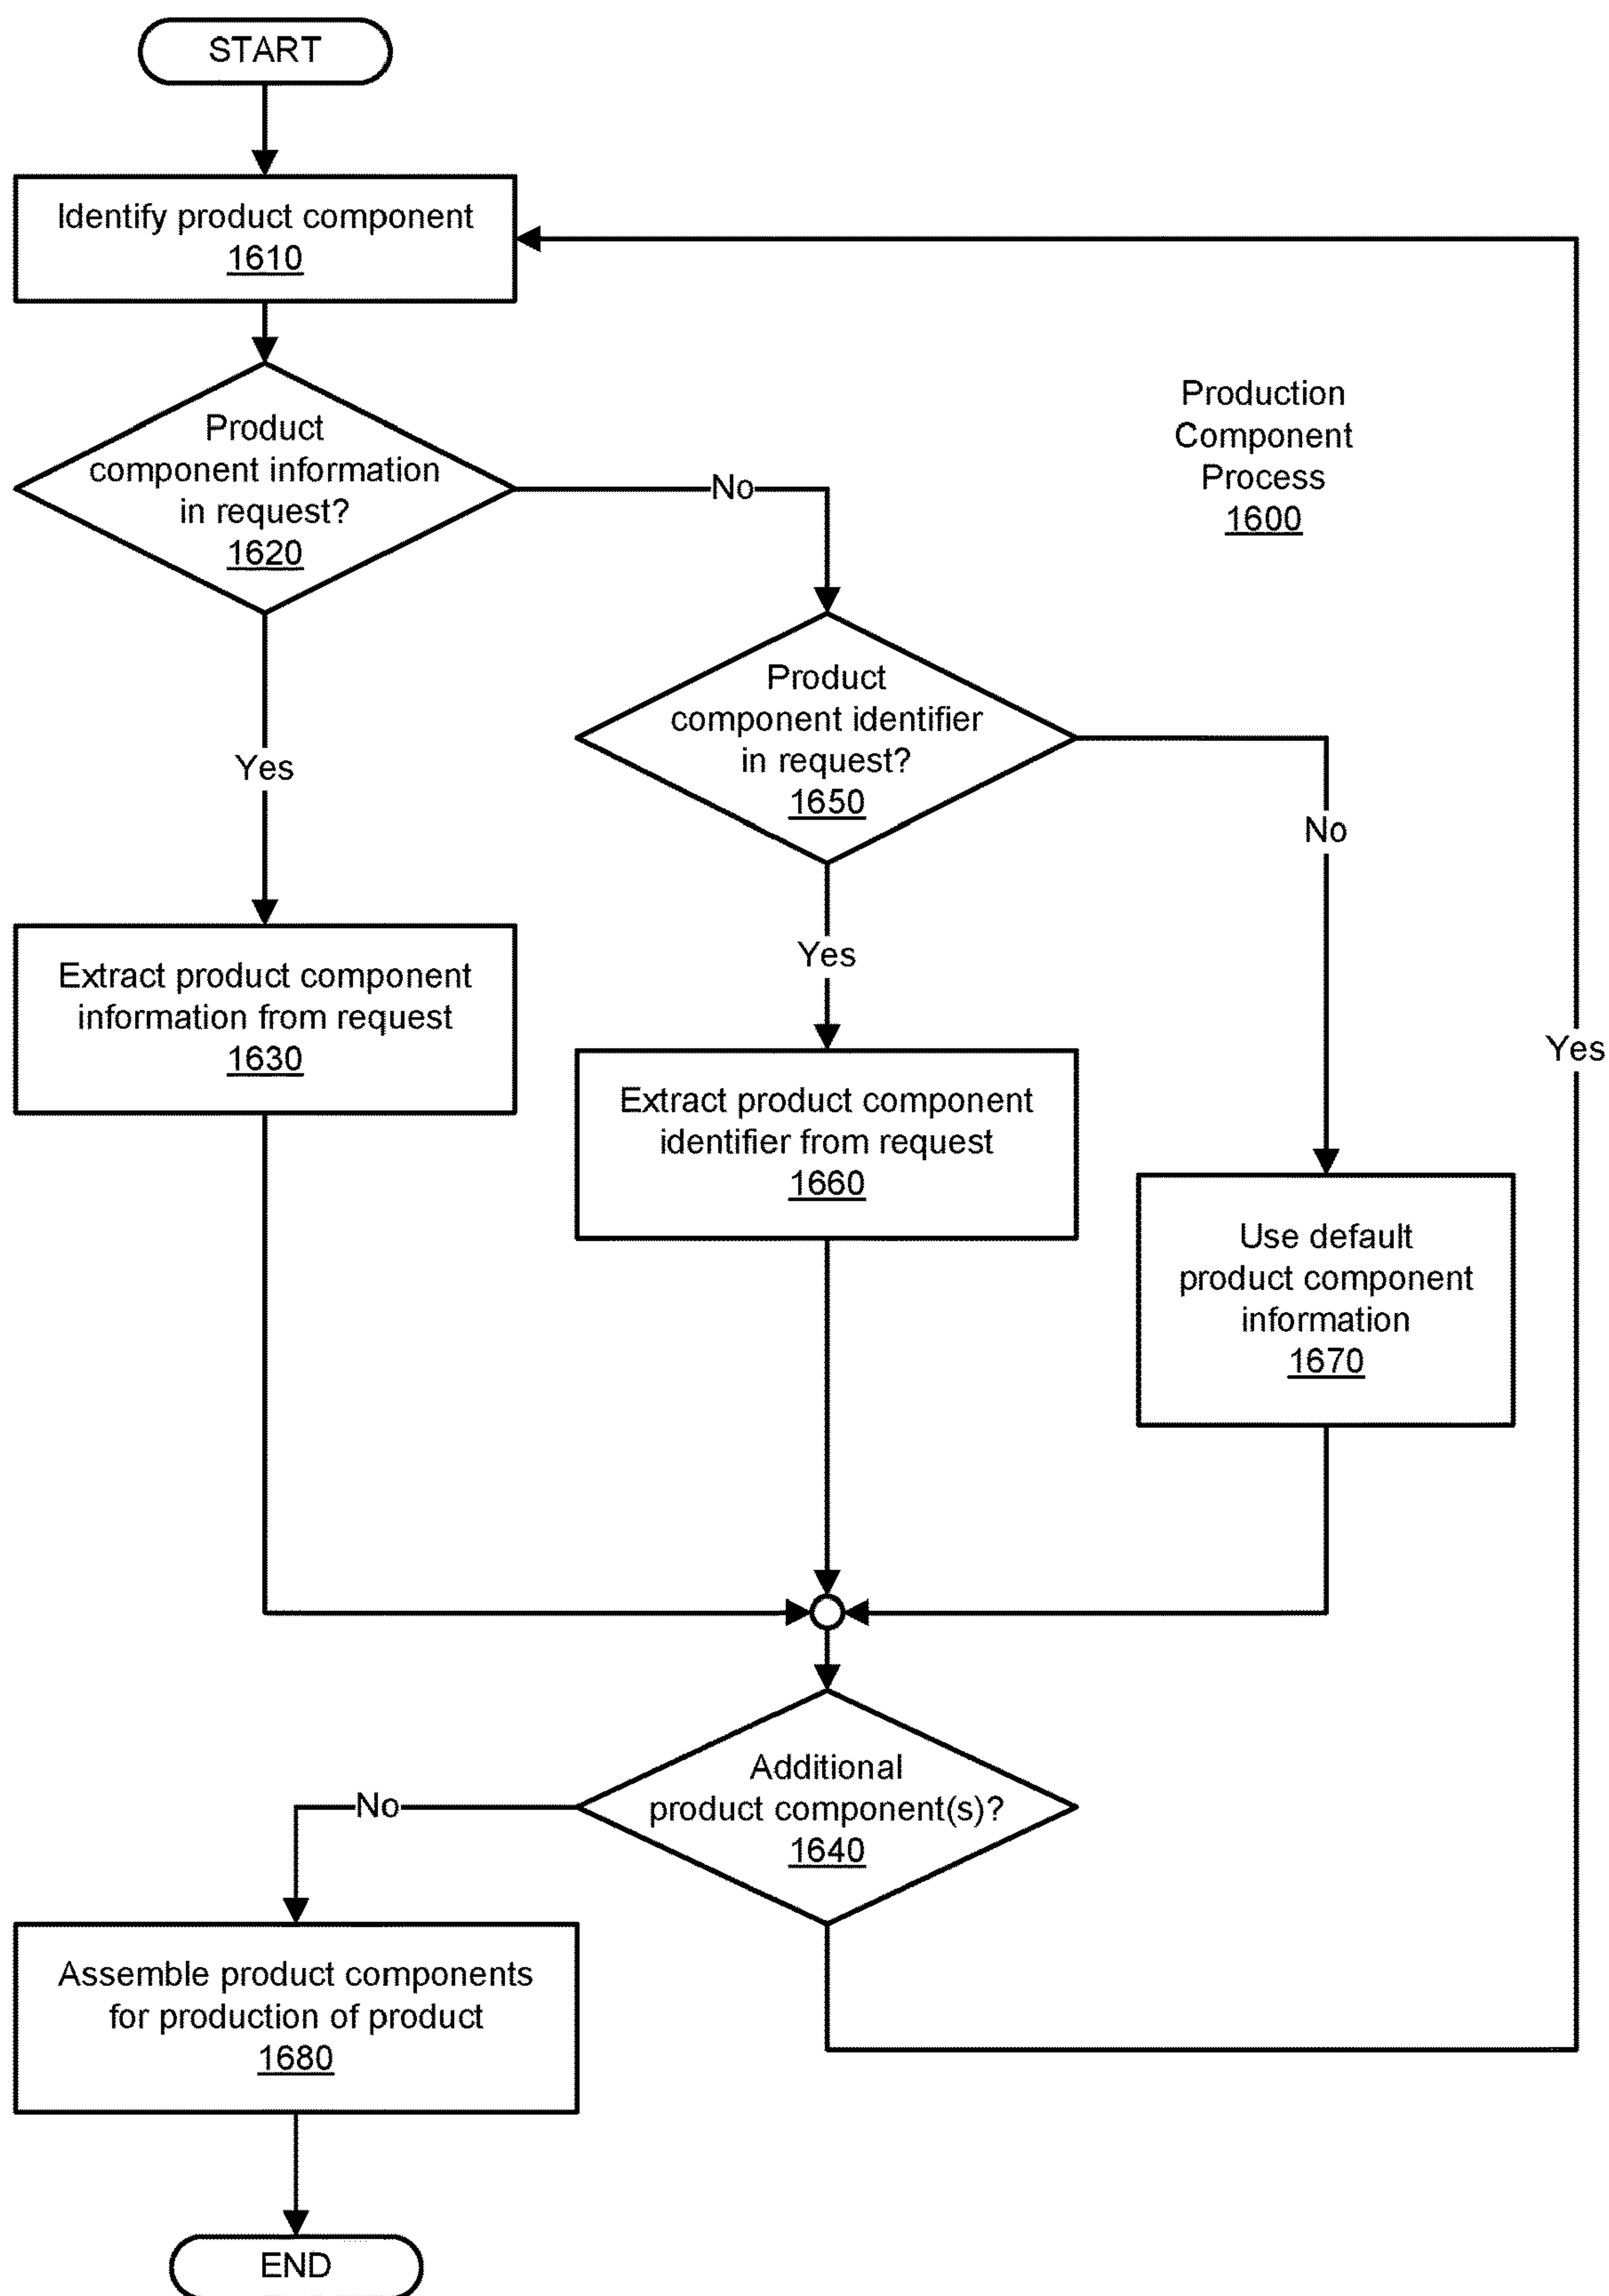 START
Identify product component
1610
Product
component information
in request?
1620
No
Production
Component
Process
1600
Product
component identifier
in request?
1650
Yes
No
Extract product component
information from request
1630
Yes
Extract product component
identifier from request
1660
Yes
Use default
product component
information
1670
Additional
product component(s)?
1640
No
Assemble product components
for production of product
1680
END